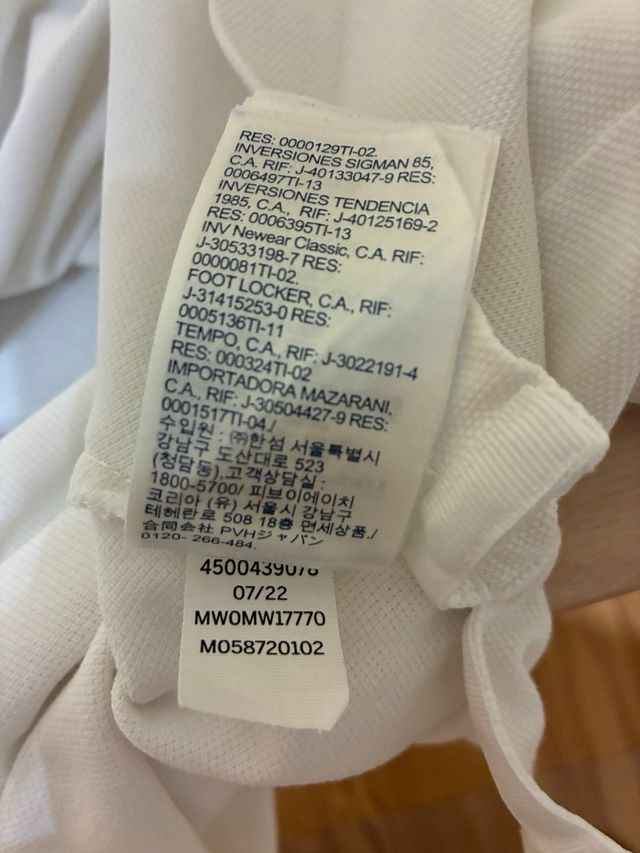 RES: 0000129TI-02.
INVERSIONES SIGMAN 85,
C.A. RIF: J-40133047-9 RES:
0006497TI-13
INVERSIONES TENDENCIA
1985, C.A., RIF: J-40125169-2
RES: 0006395TI-13
INV Newear Classic, C.A. RIF:
J-30533198-7 RES:
0000081TI-02.
FOOT LOCKER, C.A., RIF:
J-31415253-0 RES:
0005136TI-11
TEMPO, C.A., RIF: J-3022191-4
RES: 000324TI-02
IMPORTADORA MAZARANI,
C.A., RIF: J-30504427-9 RES:
0001517TI-04./
수입원 : ㈜한섬 서울특별시
강남구 도산대로 523
(청담동),고객상담실 :
1800-5700/ 피브이에이치
코리아 (유) 서울시 강남구
테헤란로 508 18층 면세상품./
合同会社 PVHジャパン
0120- 266-484.
4500439078
07/22
MW0MW17770
M058720102